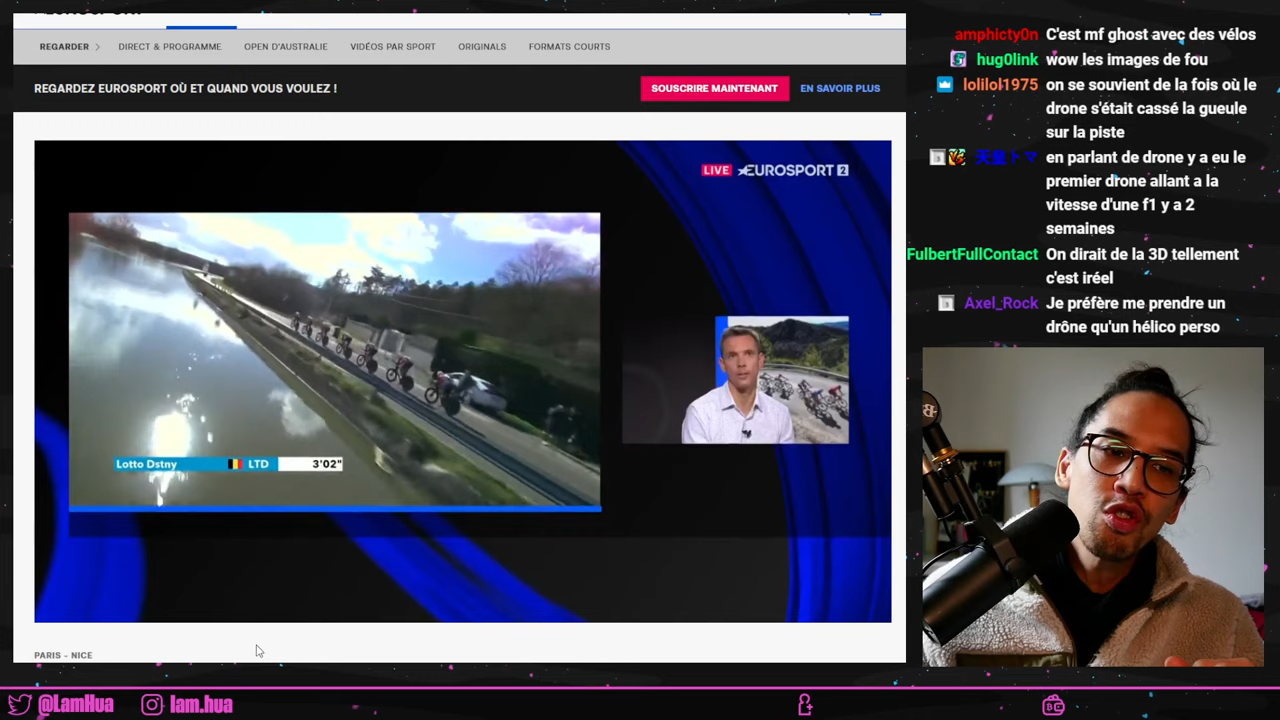 REGARDER
DIRECT & PROGRAMME
OPEN D'AUSTRALIE
VIDÉOS PAR SPORT
ORIGINALS
FORMATS COURTS
REGARDEZ EUROSPORT OÙ ET QUAND VOUS VOULEZ !
SOUSCRIRE MAINTENANT
EN SAVOIR PLUS
LIVE EUROSPORT 2
Lotto Dstny LTD 3'02"
PARIS - NICE
amphicty0n C'est mf ghost avec des vélos
hug0link wow les images de fou
lolilol1975 on se souvient de la fois où le
drone s'était cassé la gueule
sur la piste
天皇トマ en parlant de drone y a eu le
premier drone allant a la
vitesse d'une f1 y a 2
semaines
FulbertFullContact On dirait de la 3D tellement
c'est iréel
Axel_Rock Je préfère me prendre un
drône qu'un hélico perso
@LamHua
lam.hua